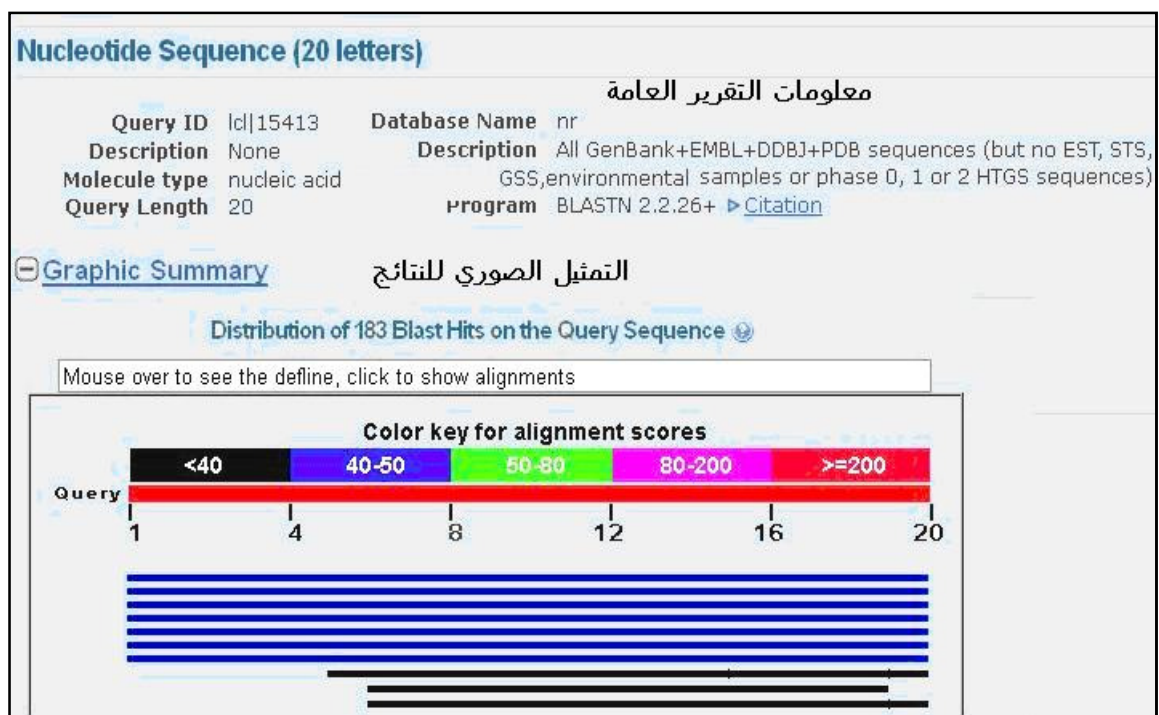 Nucleotide Sequence (20 letters)
معلومات التقرير العامة
Query ID lcl|15413
Description None
Molecule type nucleic acid
Query Length 20
Database Name nr
Description All GenBank+EMBL+DDBJ+PDB sequences (but no EST, STS,
GSS,environmental samples or phase 0, 1 or 2 HTGS sequences)
Program BLASTN 2.2.26+ Citation
Graphic Summary التمثيل الصوري للنتائج
Distribution of 183 Blast Hits on the Query Sequence
Mouse over to see the defline, click to show alignments
Color key for alignment scores
<40 40-50 50-80 80-200 >=200
Query
1 4 8 12 16 20